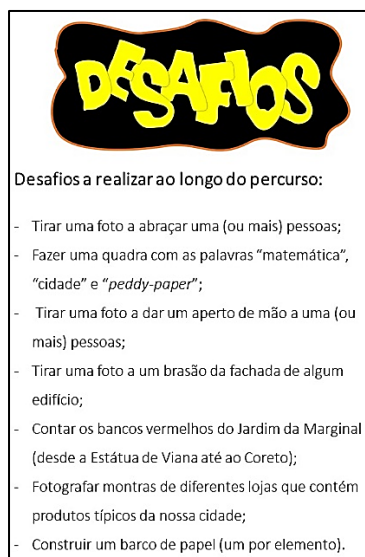 DESAFIOS
Desafios a realizar ao longo do percurso:
- Tirar uma foto a abraçar uma (ou mais) pessoas;
- Fazer uma quadra com as palavras “matemática”,
“cidade” e “peddy-paper”;
- Tirar uma foto a dar um aperto de mão a uma (ou
mais) pessoas;
- Tirar uma foto a um brasão da fachada de algum
edifício;
- Contar os bancos vermelhos do Jardim da Marginal
(desde a Estátua de Viana até ao Coreto);
- Fotografar montras de diferentes lojas que contém
produtos típicos da nossa cidade;
- Construir um barco de papel (um por elemento).